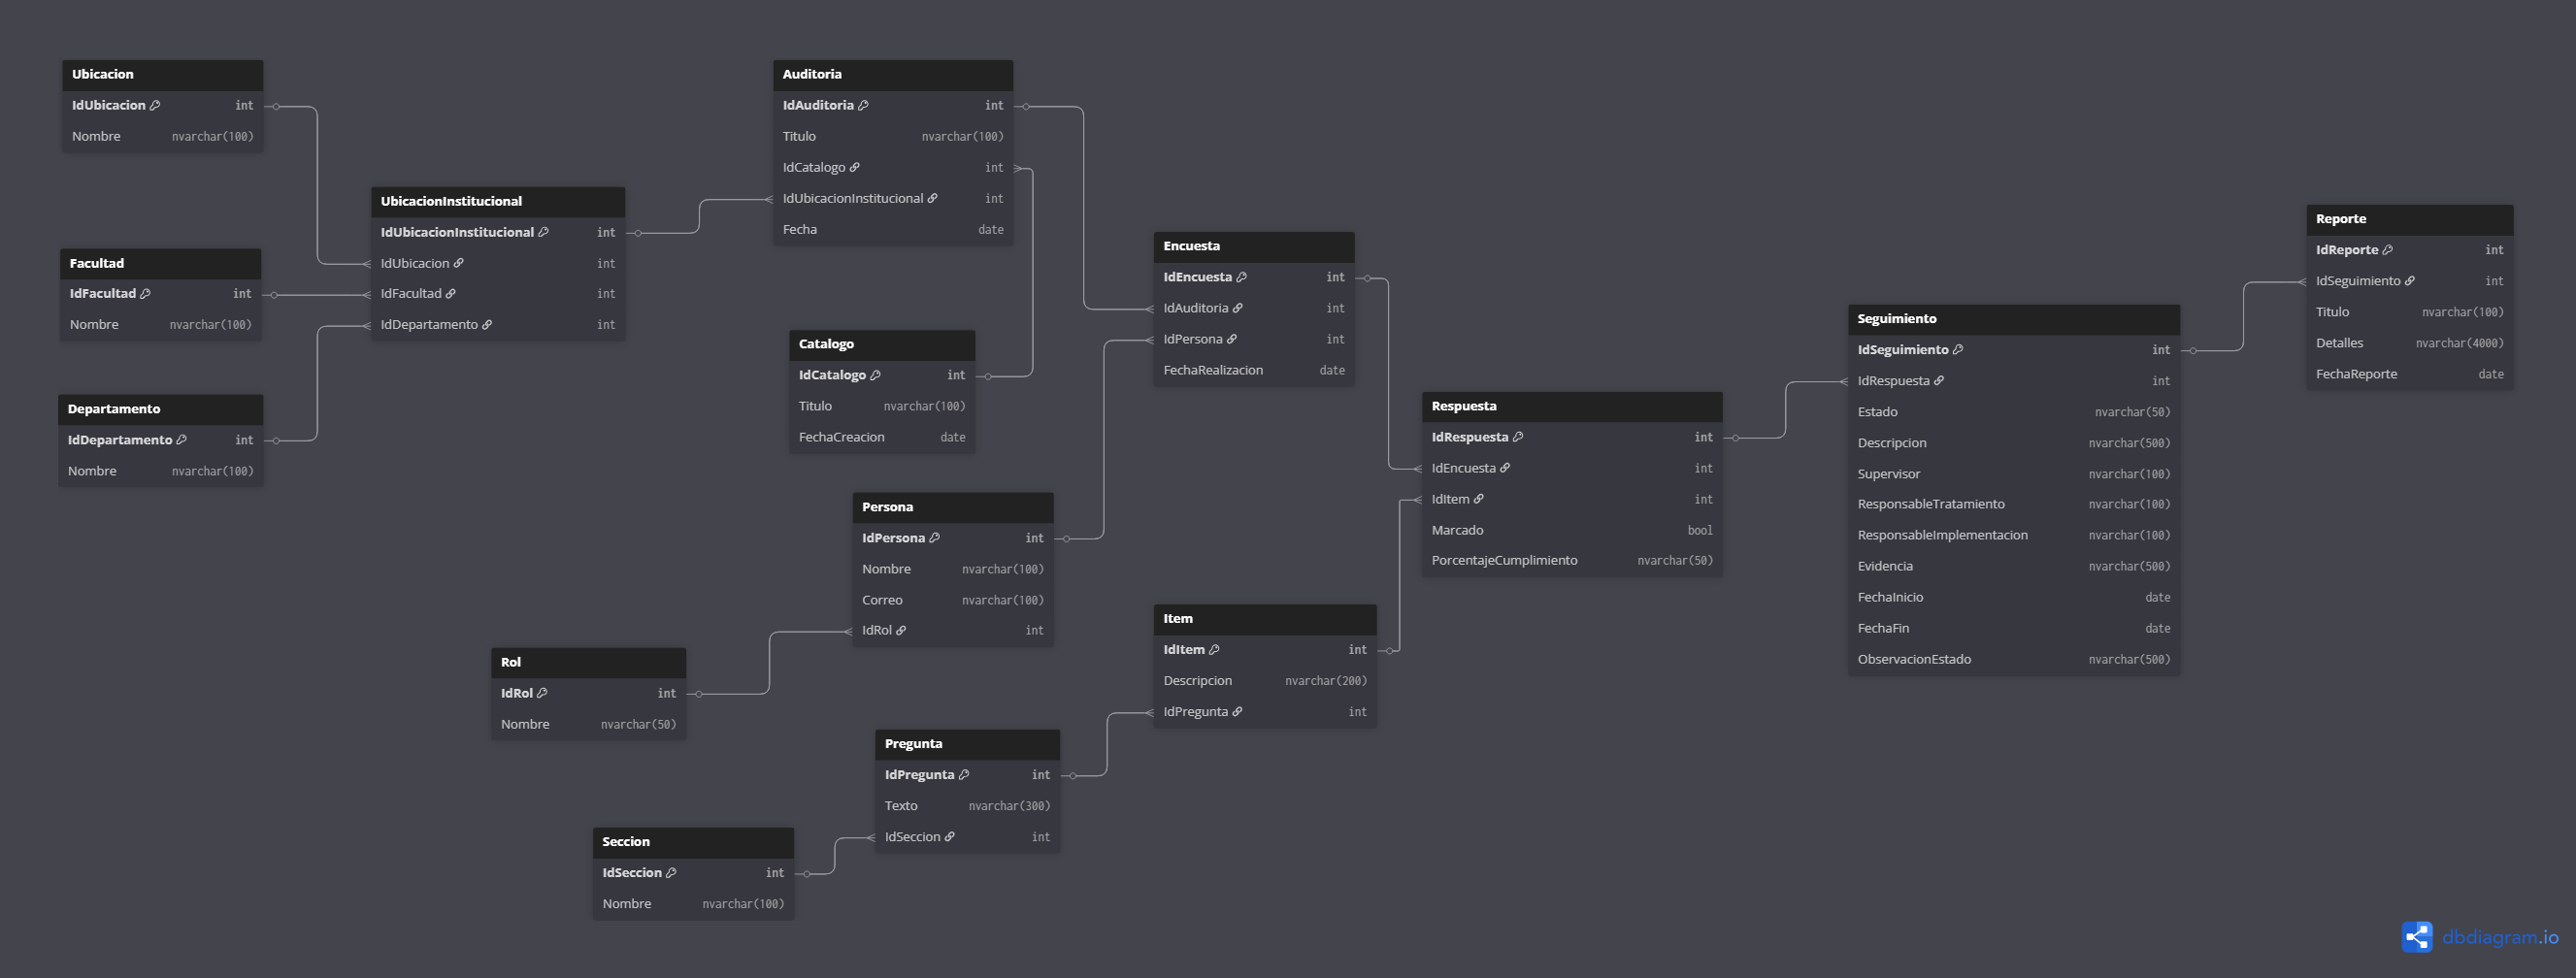 Ubicacion
IdUbicacion int
Nombre nvarchar(100)
Facultad
IdFacultad int
Nombre nvarchar(100)
Departamento
IdDepartamento int
Nombre nvarchar(100)
UbicacionInstitucional
IdUbicacionInstitucional int
IdUbicacion int
IdFacultad int
IdDepartamento int
Auditoria
IdAuditoria int
Titulo nvarchar(100)
IdCatalogo int
IdUbicacionInstitucional int
Fecha date
Catalogo
IdCatalogo int
Titulo nvarchar(100)
FechaCreacion date
Persona
IdPersona int
Nombre nvarchar(100)
Correo nvarchar(100)
IdRol int
Rol
IdRol int
Nombre nvarchar(50)
Pregunta
IdPregunta int
Texto nvarchar(300)
IdSeccion int
Seccion
IdSeccion int
Nombre nvarchar(100)
Encuesta
IdEncuesta int
IdAuditoria int
IdPersona int
FechaRealizacion date
Item
IdItem int
Descripcion nvarchar(200)
IdPregunta int
Respuesta
IdRespuesta int
IdEncuesta int
IdItem int
Marcado bool
PorcentajeCumplimiento nvarchar(50)
Seguimiento
IdSeguimiento int
IdRespuesta int
Estado nvarchar(50)
Descripcion nvarchar(500)
Supervisor nvarchar(100)
ResponsableTratamiento nvarchar(100)
ResponsableImplementacion nvarchar(100)
Evidencia nvarchar(500)
FechaInicio date
FechaFin date
ObservacionEstado nvarchar(500)
Reporte
IdReporte int
IdSeguimiento int
Titulo nvarchar(100)
Detalles nvarchar(4000)
FechaReporte date
dbdiagram.io